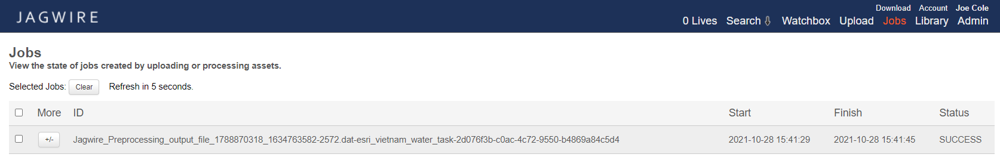 JAGWIRE
Download Account Joe Cole
0 Lives Search Watchbox Upload Jobs Library Admin
Jobs
View the state of jobs created by uploading or processing assets.
Selected Jobs: Clear Refresh in 5 seconds.
More ID Start Finish Status
+/- Jagwire_Preprocessing_output_file_1788870318_1634763582-2572.dat-esri_vietnam_water_task-2d076f3b-c0ac-4c72-9550-b4869a84c5d4 2021-10-28 15:41:29 2021-10-28 15:41:45 SUCCESS